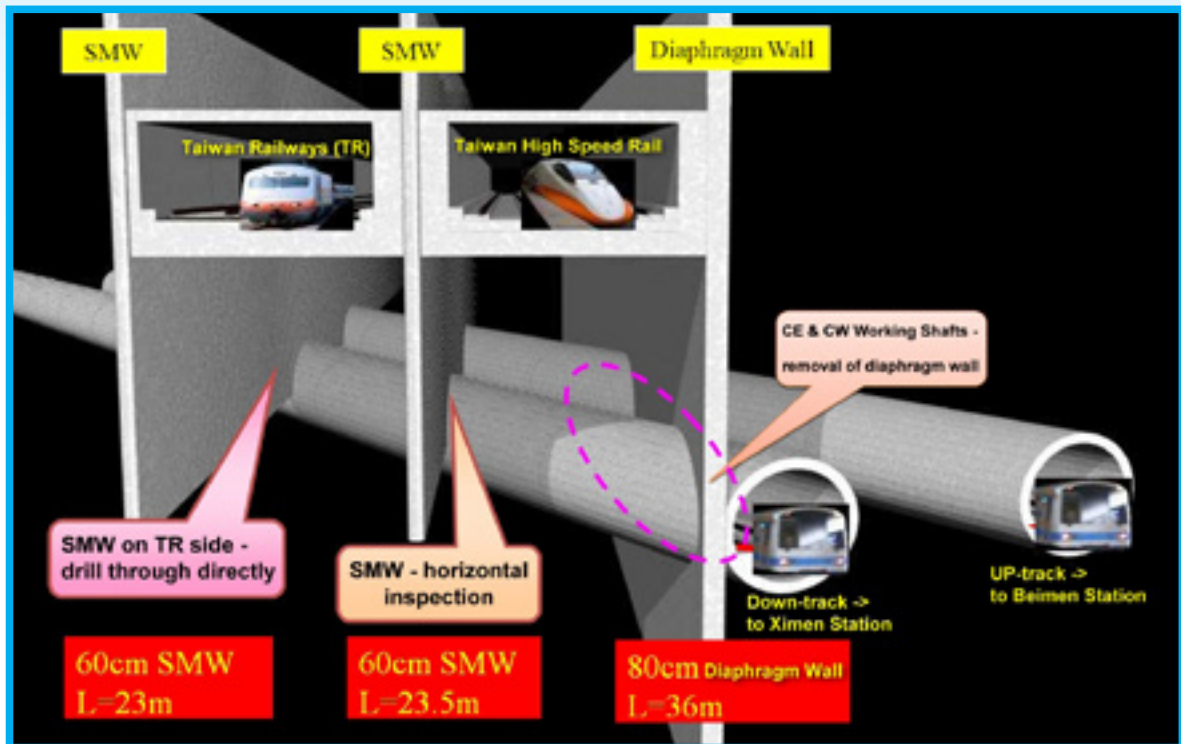 SMW
SMW
Diaphragm Wall
Taiwan Railways (TR)
Taiwan High Speed Rail
CE & CW Working Shafts -
removal of diaphragm wall
SMW on TR side -
drill through directly
SMW - horizontal
inspection
Down-track ->
to Ximen Station
UP-track ->
to Beimen Station
60cm SMW
L=23m
60cm SMW
L=23.5m
80cm Diaphragm Wall
L=36m